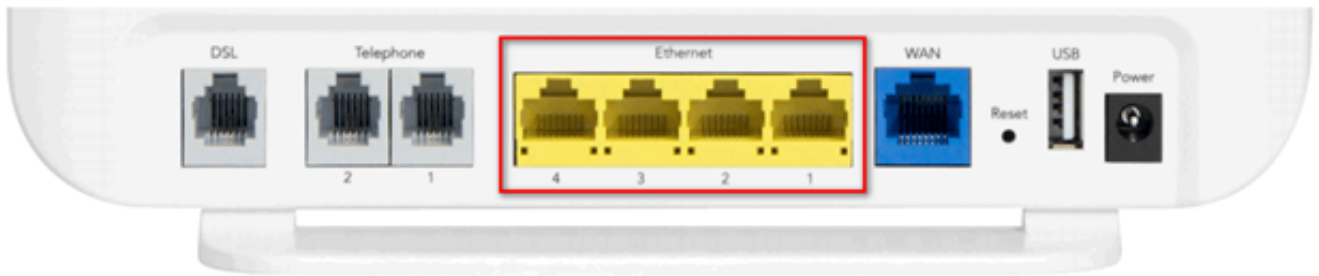 DSL
Telephone
Ethernet
WAN
USB
Power
Reset
2 1
4 3 2 1